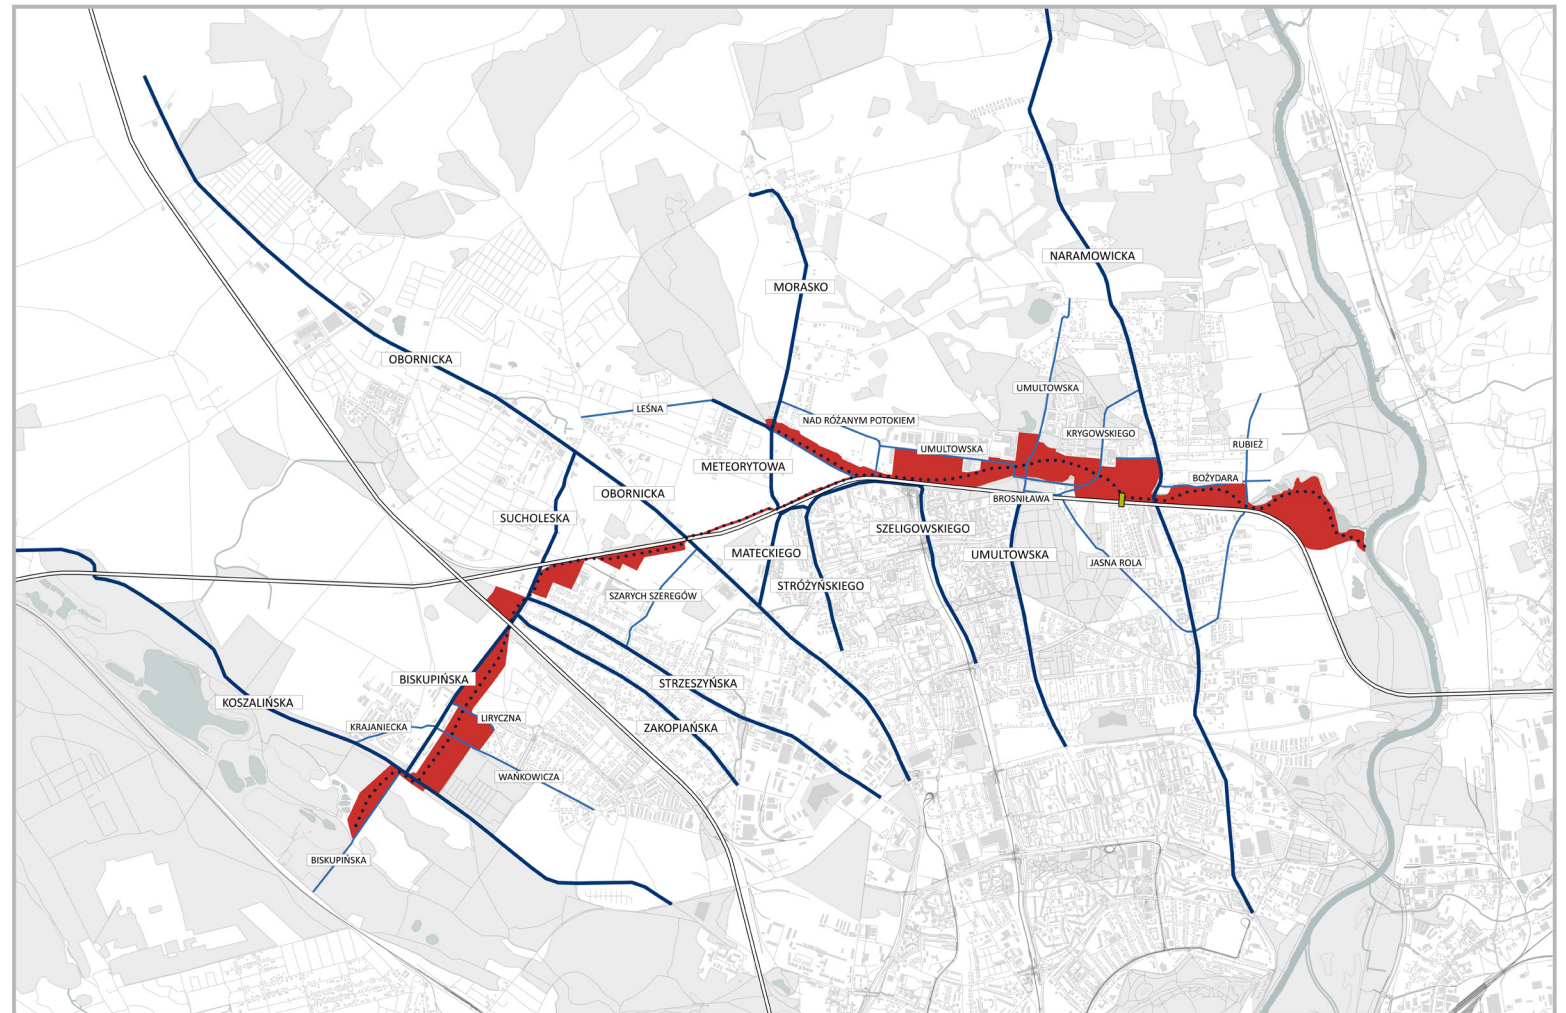 NARAMOWICKA
MORASKO
OBORNICKA
UMULTOWSKA
LEŚNA
NAD RÓŻANYM POTOKIEM
KRYGOWSKIEGO
RUBIEŻ
UMULTOWSKA
METEORYTOWA
BOŻYDARA
OBORNICKA
BROSNIŁAWA
SUCHOLESKA
SZELIGOWSKIEGO
MATECKIEGO
UMULTOWSKA
JASNA ROLA
STRÓŻYŃSKIEGO
SZARYCH SZEREGÓW
BISKUPIŃSKA
STRZESZYŃSKA
KOSZALIŃSKA
LIRYCZNA
KRAJANIECKA
ZAKOPIAŃSKA
WAŃKOWICZA
BISKUPIŃSKA